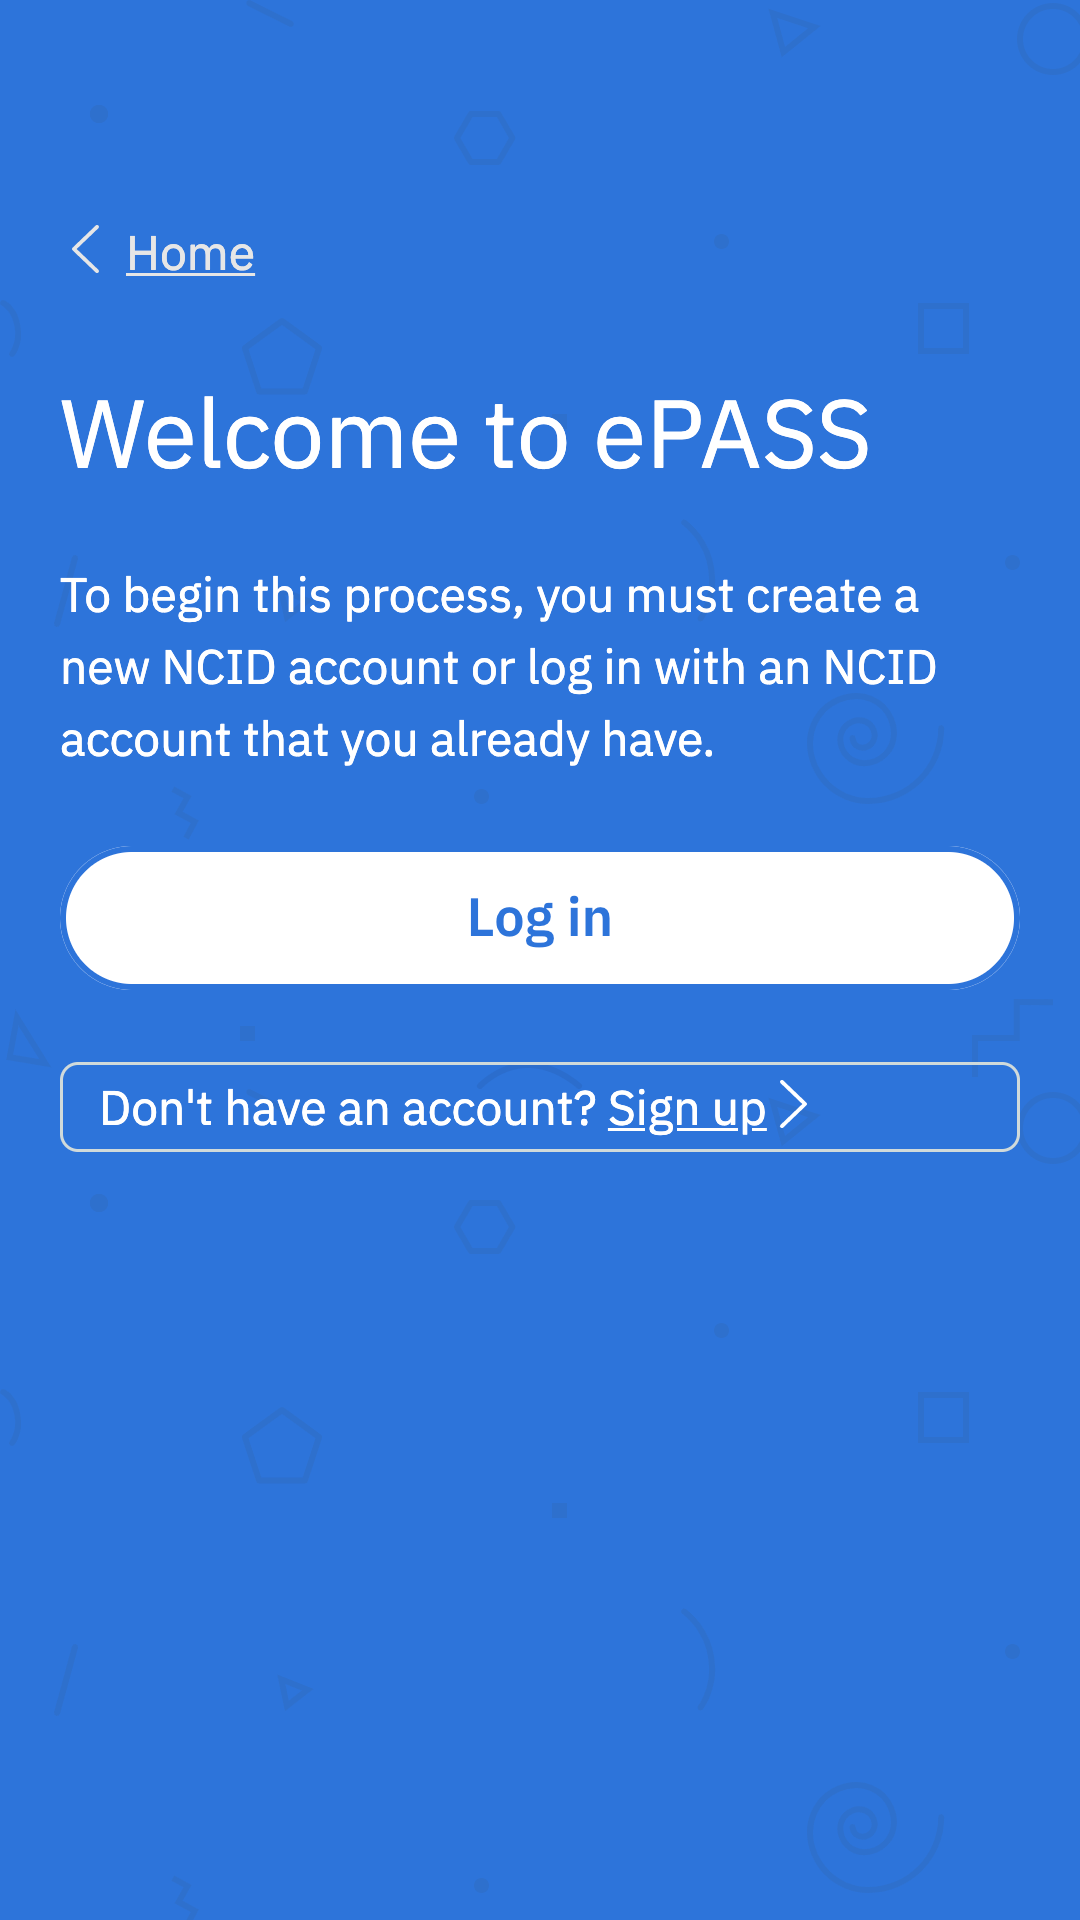 Home
Welcome to ePASS
To begin this process, you must create a
new NCID account or log in with an NCID
account that you already have.
Log in
Don't have an account? Sign up